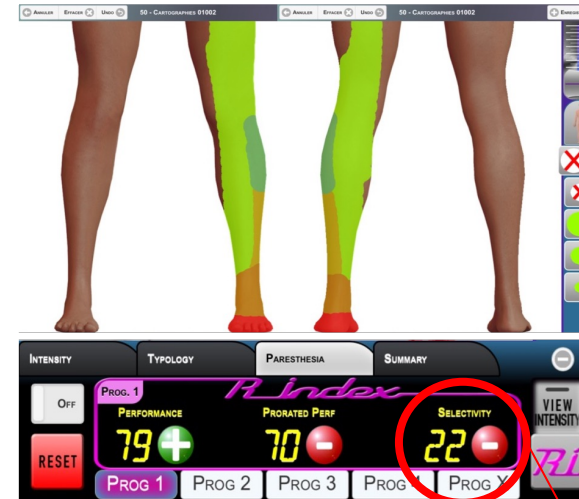 ANNULER EFFACER UNDO 50 - CARTOGRAPHIES 01002 ANNULER EFFACER UNDO 50 - CARTOGRAPHIES 01002
INTENSITY TYPOLOGY PARESTHESIA SUMMARY
PROG. 1 R index
OFF PERFORMANCE PRORATED PERF SELECTIVITY VIEW INTENSITY
79 70 22
RESET
PROG 1 PROG 2 PROG 3 PROG X